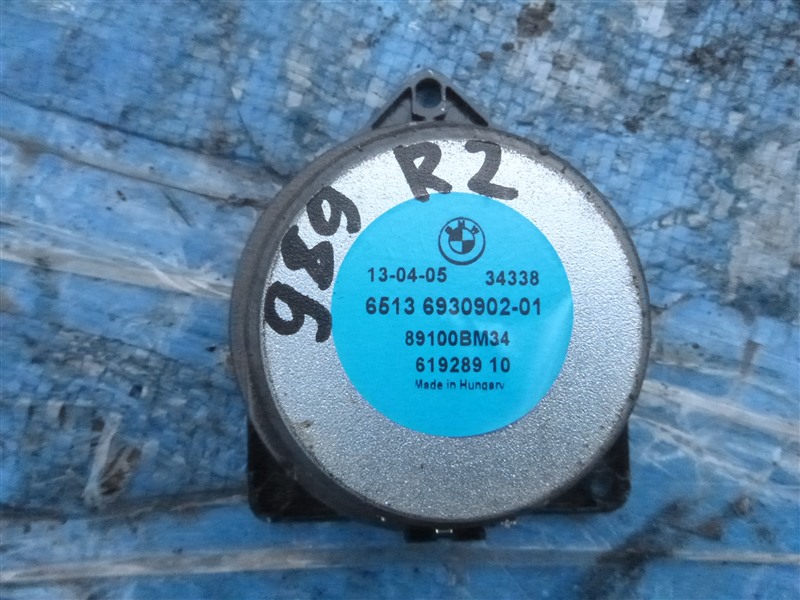 989 R2
BMW
13-04-05 34338
6513 6930902-01
89100BM34
619289 10
Made in Hungary